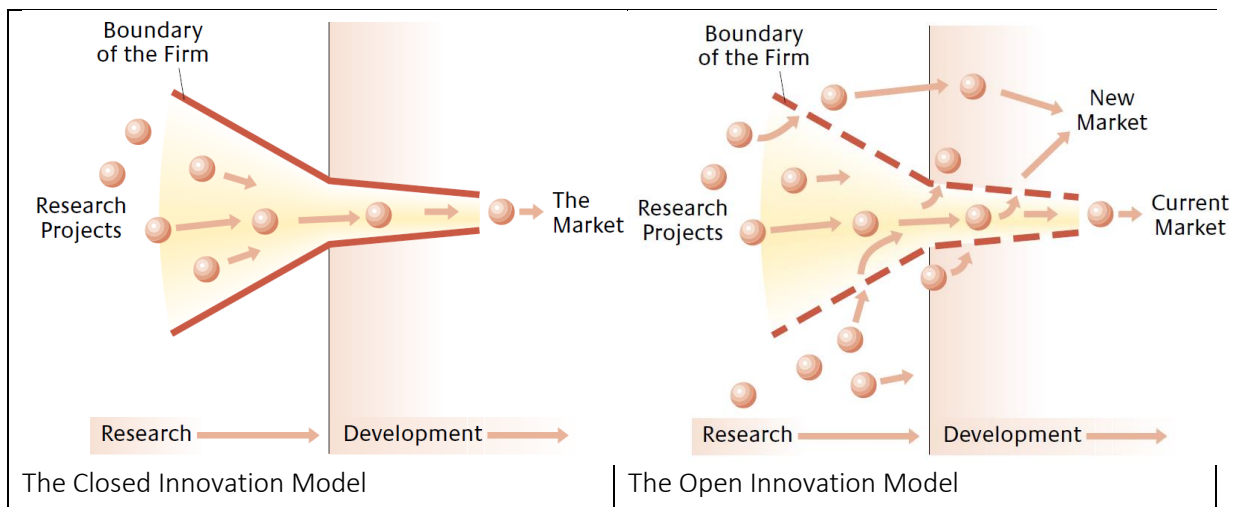 Boundary
of the Firm
Research
Projects
The
Market
Research
Development
The Closed Innovation Model
Boundary
of the Firm
New
Market
Research
Projects
Current
Market
Research
Development
The Open Innovation Model